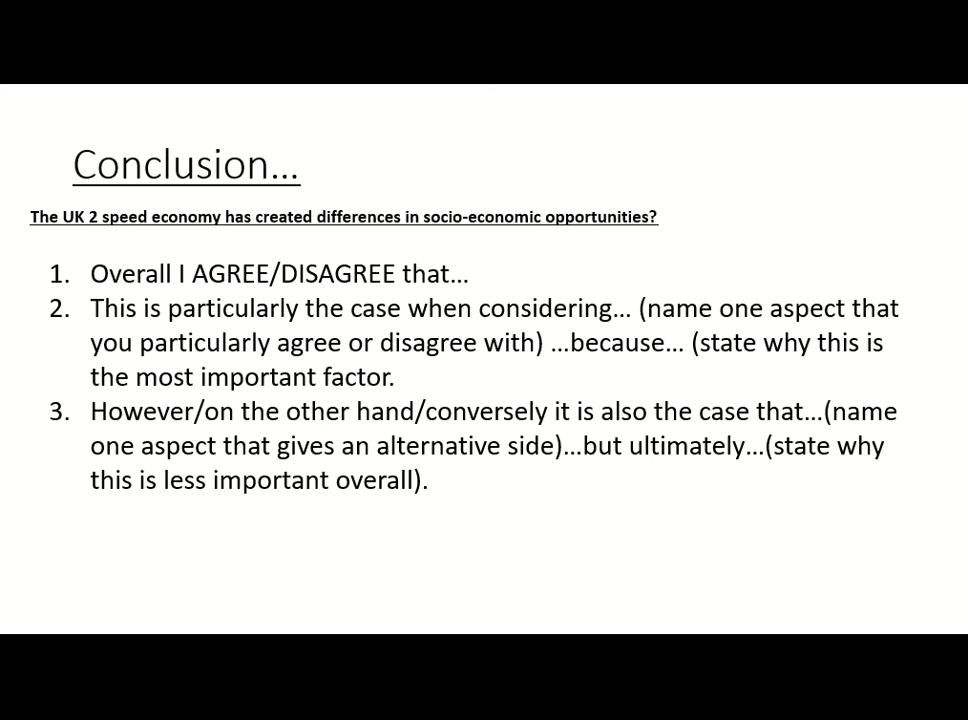 Conclusion...
The UK 2 speed economy has created differences in socio-economic opportunities?
1. Overall I AGREE/DISAGREE that...
2. This is particularly the case when considering... (name one aspect that
you particularly agree or disagree with) ...because... (state why this is
the most important factor.
3. However/on the other hand/conversely it is also the case that...(name
one aspect that gives an alternative side)...but ultimately...(state why
this is less important overall).